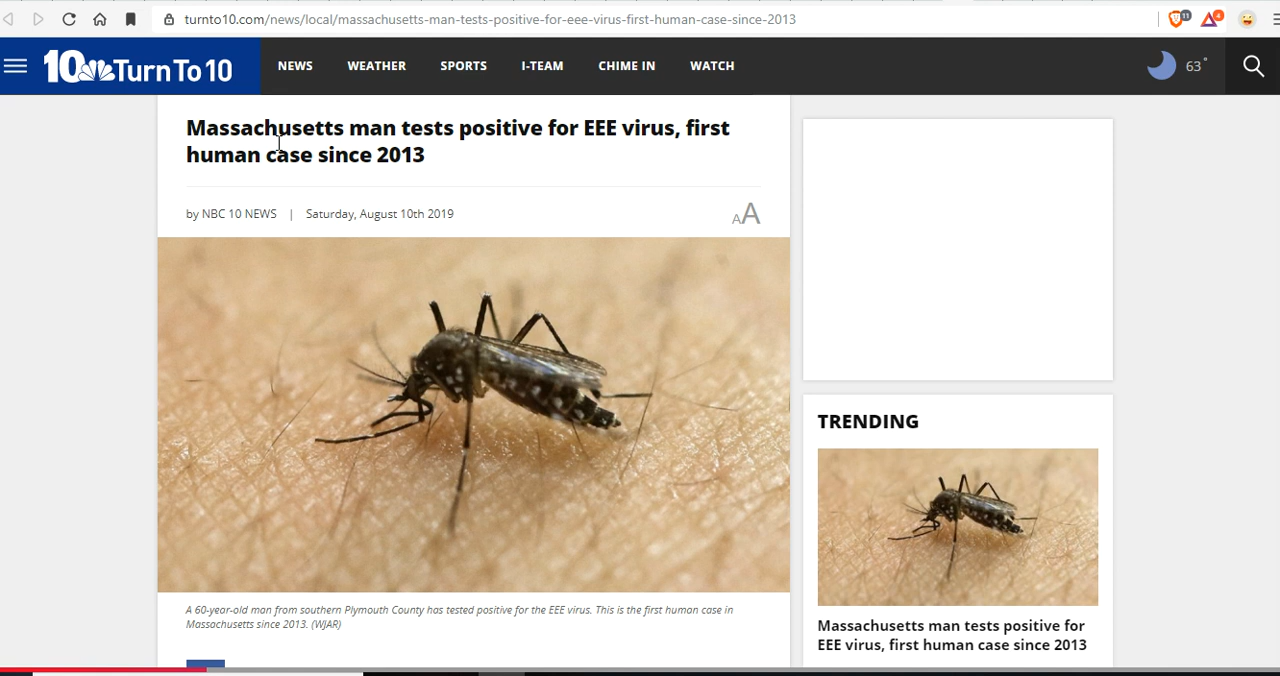 turnto10.com/news/local/massachusetts-man-tests-positive-for-eee-virus-first-human-case-since-2013
11
4
10 Turn To 10
NEWS WEATHER SPORTS I-TEAM CHIME IN WATCH
63°
Massachusetts man tests positive for EEE virus, first
human case since 2013
by NBC 10 NEWS | Saturday, August 10th 2019
AA
A 60-year-old man from southern Plymouth County has tested positive for the EEE virus. This is the first human case in
Massachusetts since 2013. (WJAR)
TRENDING
Massachusetts man tests positive for
EEE virus, first human case since 2013